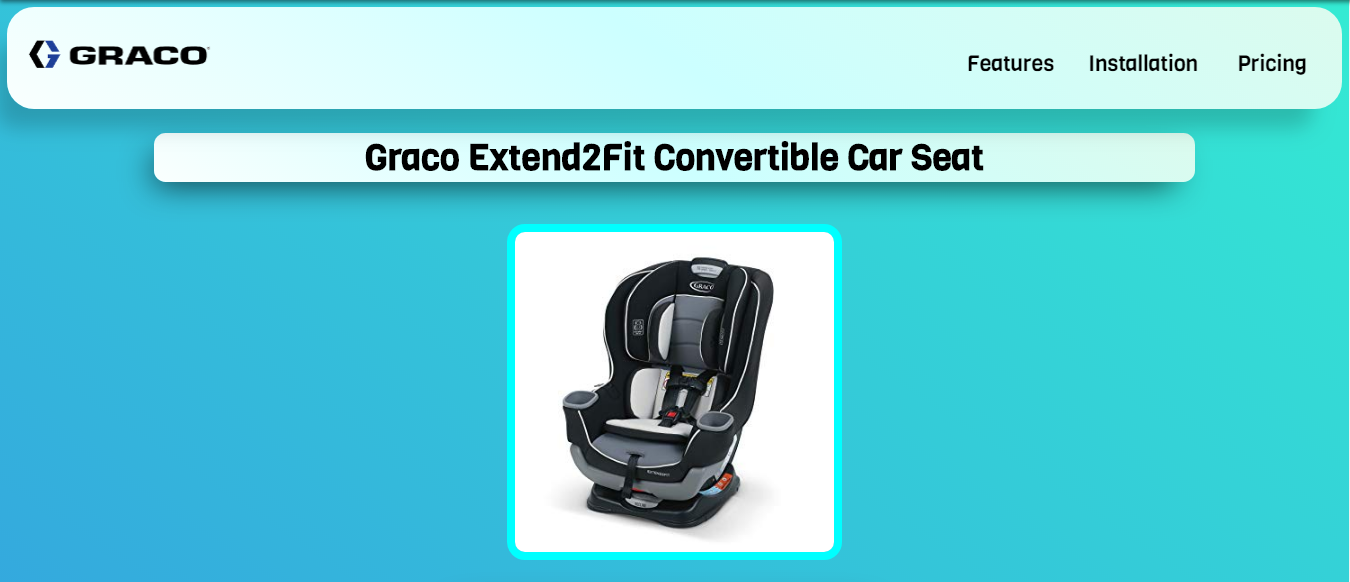 GRACO
Features Installation Pricing
Graco Extend2Fit Convertible Car Seat
GRACO